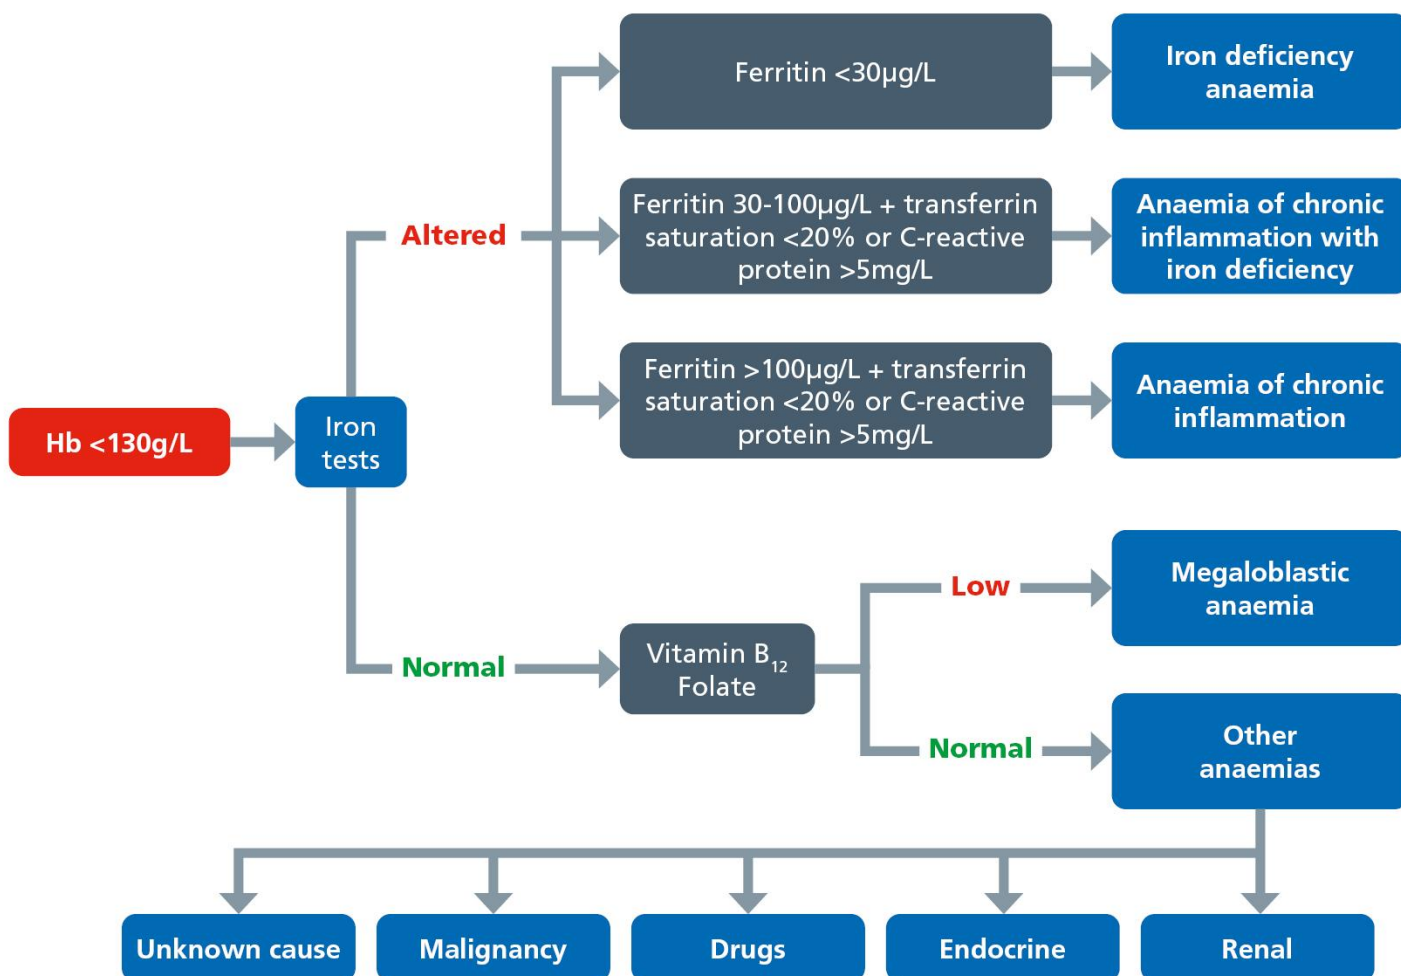 Ferritin <30µg/L
Iron deficiency
anaemia
Altered
Ferritin 30-100µg/L + transferrin
saturation <20% or C-reactive
protein >5mg/L
Anaemia of chronic
inflammation with
iron deficiency
Ferritin >100µg/L + transferrin
saturation <20% or C-reactive
protein >5mg/L
Anaemia of chronic
inflammation
Hb <130g/L
Iron
tests
Normal
Vitamin B₁₂
Folate
Low
Megaloblastic
anaemia
Normal
Other
anaemias
Unknown cause
Malignancy
Drugs
Endocrine
Renal